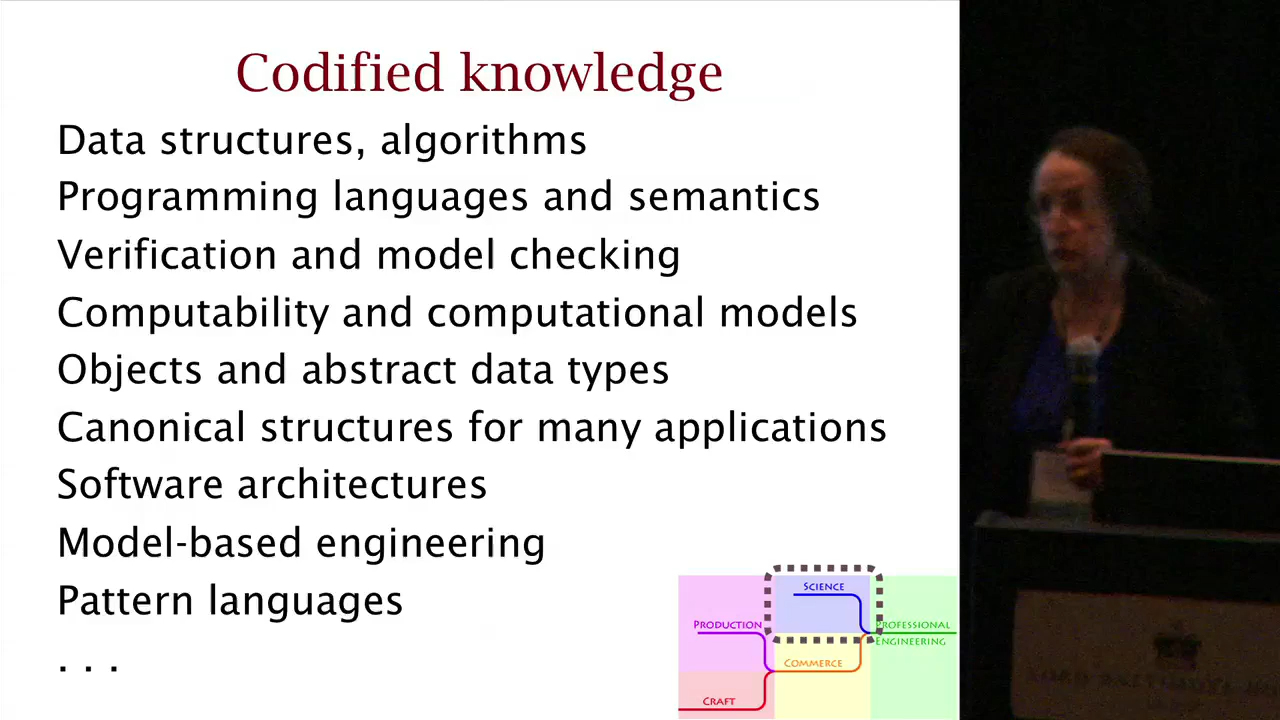 Codified knowledge
Data structures, algorithms
Programming languages and semantics
Verification and model checking
Computability and computational models
Objects and abstract data types
Canonical structures for many applications
Software architectures
Model-based engineering
Pattern languages
. . .
SCIENCE
PRODUCTION
PROFESSIONAL
ENGINEERING
COMMERCE
CRAFT